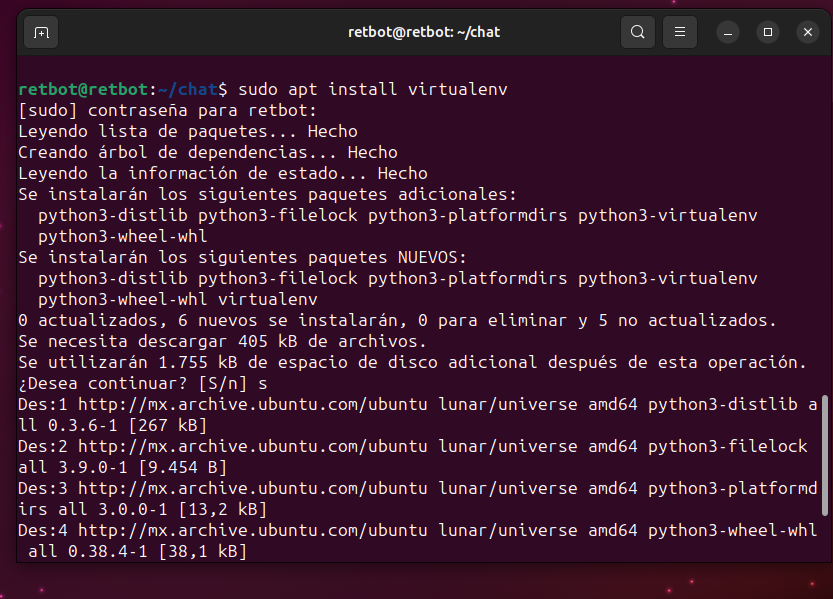 retbot@retbot: ~/chat
retbot@retbot:~/chat$ sudo apt install virtualenv
[sudo] contraseña para retbot:
Leyendo lista de paquetes... Hecho
Creando árbol de dependencias... Hecho
Leyendo la información de estado... Hecho
Se instalarán los siguientes paquetes adicionales:
  python3-distlib python3-filelock python3-platformdirs python3-virtualenv
  python3-wheel-whl
Se instalarán los siguientes paquetes NUEVOS:
  python3-distlib python3-filelock python3-platformdirs python3-virtualenv
  python3-wheel-whl virtualenv
0 actualizados, 6 nuevos se instalarán, 0 para eliminar y 5 no actualizados.
Se necesita descargar 405 kB de archivos.
Se utilizarán 1.755 kB de espacio de disco adicional después de esta operación.
¿Desea continuar? [S/n] s
Des:1 http://mx.archive.ubuntu.com/ubuntu lunar/universe amd64 python3-distlib a
ll 0.3.6-1 [267 kB]
Des:2 http://mx.archive.ubuntu.com/ubuntu lunar/universe amd64 python3-filelock
all 3.9.0-1 [9.454 B]
Des:3 http://mx.archive.ubuntu.com/ubuntu lunar/universe amd64 python3-platformd
irs all 3.0.0-1 [13,2 kB]
Des:4 http://mx.archive.ubuntu.com/ubuntu lunar/universe amd64 python3-wheel-whl
 all 0.38.4-1 [38,1 kB]